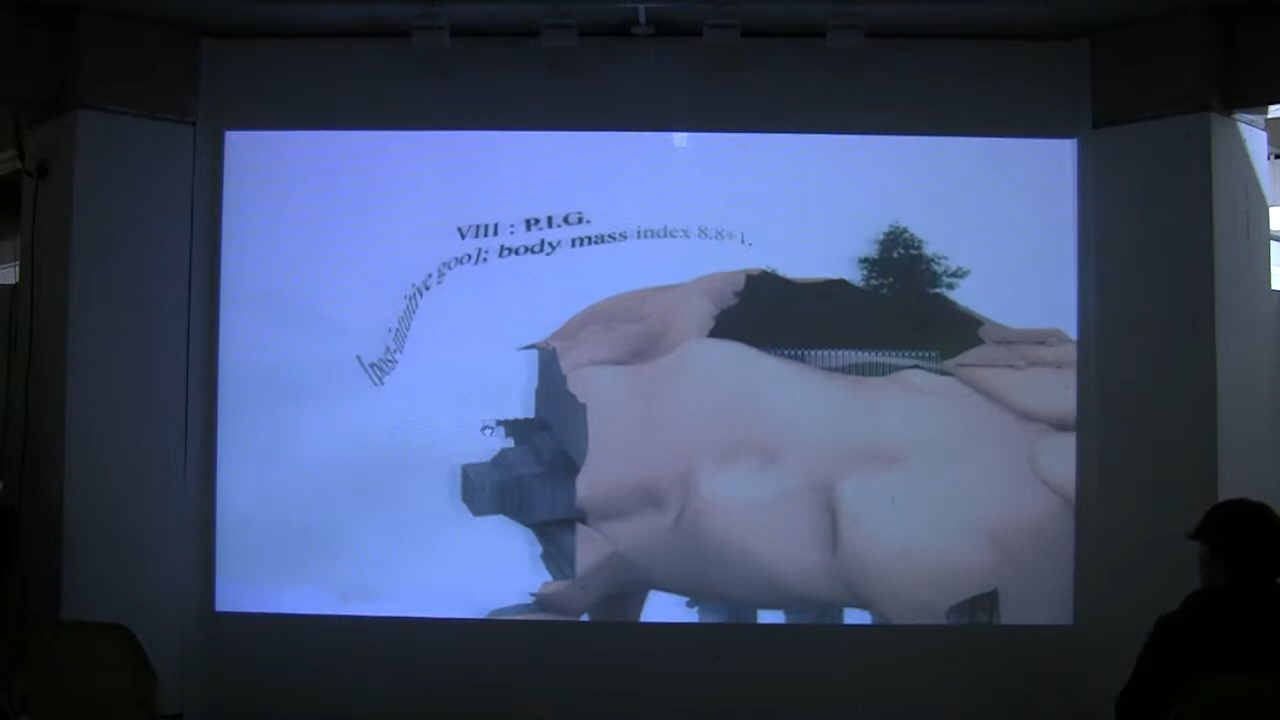 VIII : P.I.G.
[post-intuitive goo]; body mass index 8.8+1.